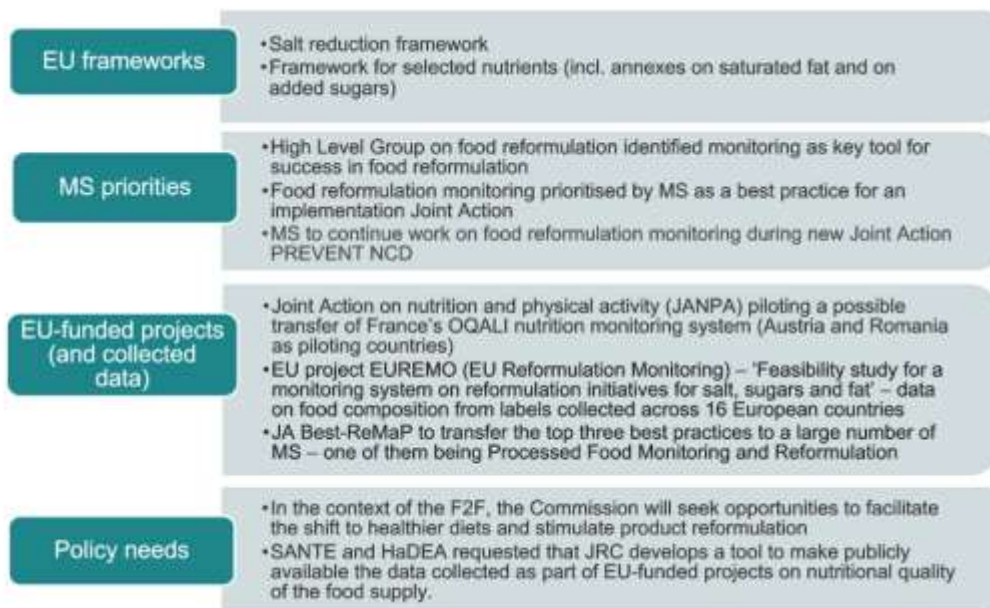 EU frameworks
•Salt reduction framework
•Framework for selected nutrients (incl. annexes on saturated fat and on
added sugars)
MS priorities
•High Level Group on food reformulation identified monitoring as key tool for
success in food reformulation
•Food reformulation monitoring prioritised by MS as a best practice for an
implementation Joint Action
•MS to continue work on food reformulation monitoring during new Joint Action
PREVENT NCD
EU-funded projects
(and collected
data)
•Joint Action on nutrition and physical activity (JANPA) piloting a possible
transfer of France's OQALI nutrition monitoring system (Austria and Romania
as piloting countries)
•EU project EUREMO (EU Reformulation Monitoring) – 'Feasibility study for a
monitoring system on reformulation initiatives for salt, sugars and fat' – data
on food composition from labels collected across 16 European countries
•JA Best-ReMaP to transfer the top three best practices to a large number of
MS – one of them being Processed Food Monitoring and Reformulation
Policy needs
•In the context of the F2F, the Commission will seek opportunities to facilitate
the shift to healthier diets and stimulate product reformulation
•SANTE and HaDEA requested that JRC develops a tool to make publicly
available the data collected as part of EU-funded projects on nutritional quality
of the food supply.